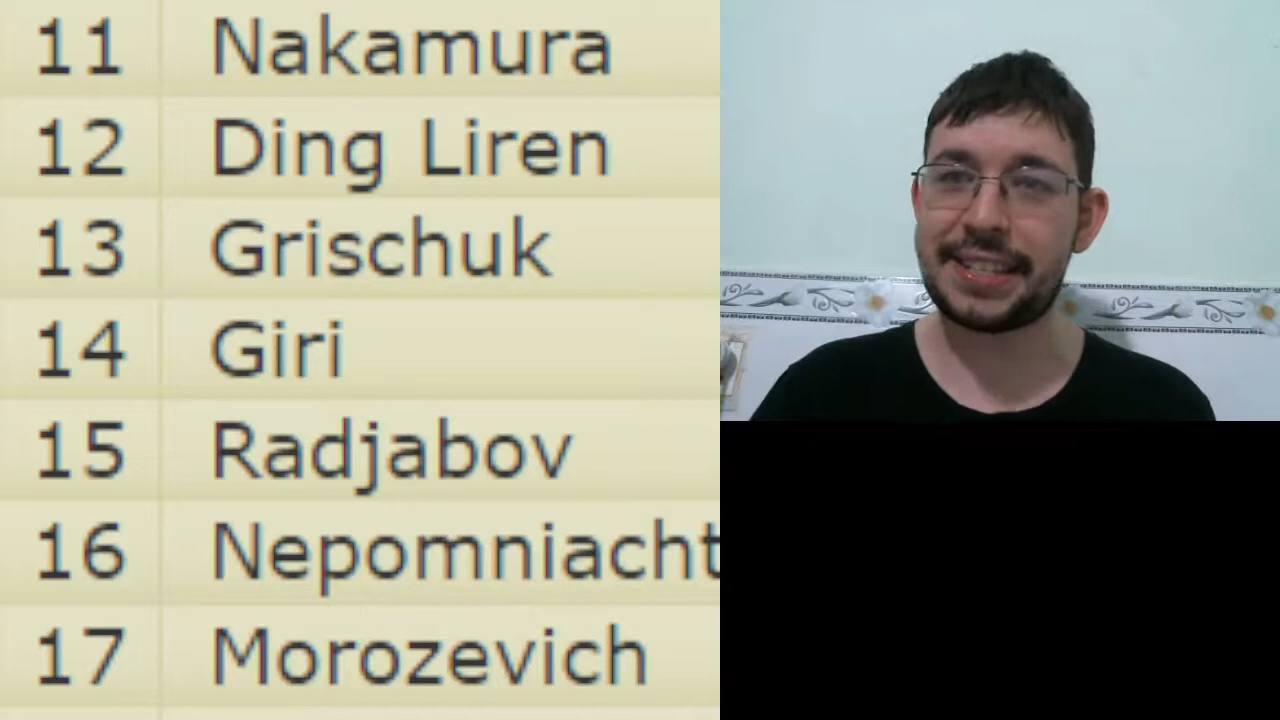 11 Nakamura
12 Ding Liren
13 Grischuk
14 Giri
15 Radjabov
16 Nepomniacht
17 Morozevich